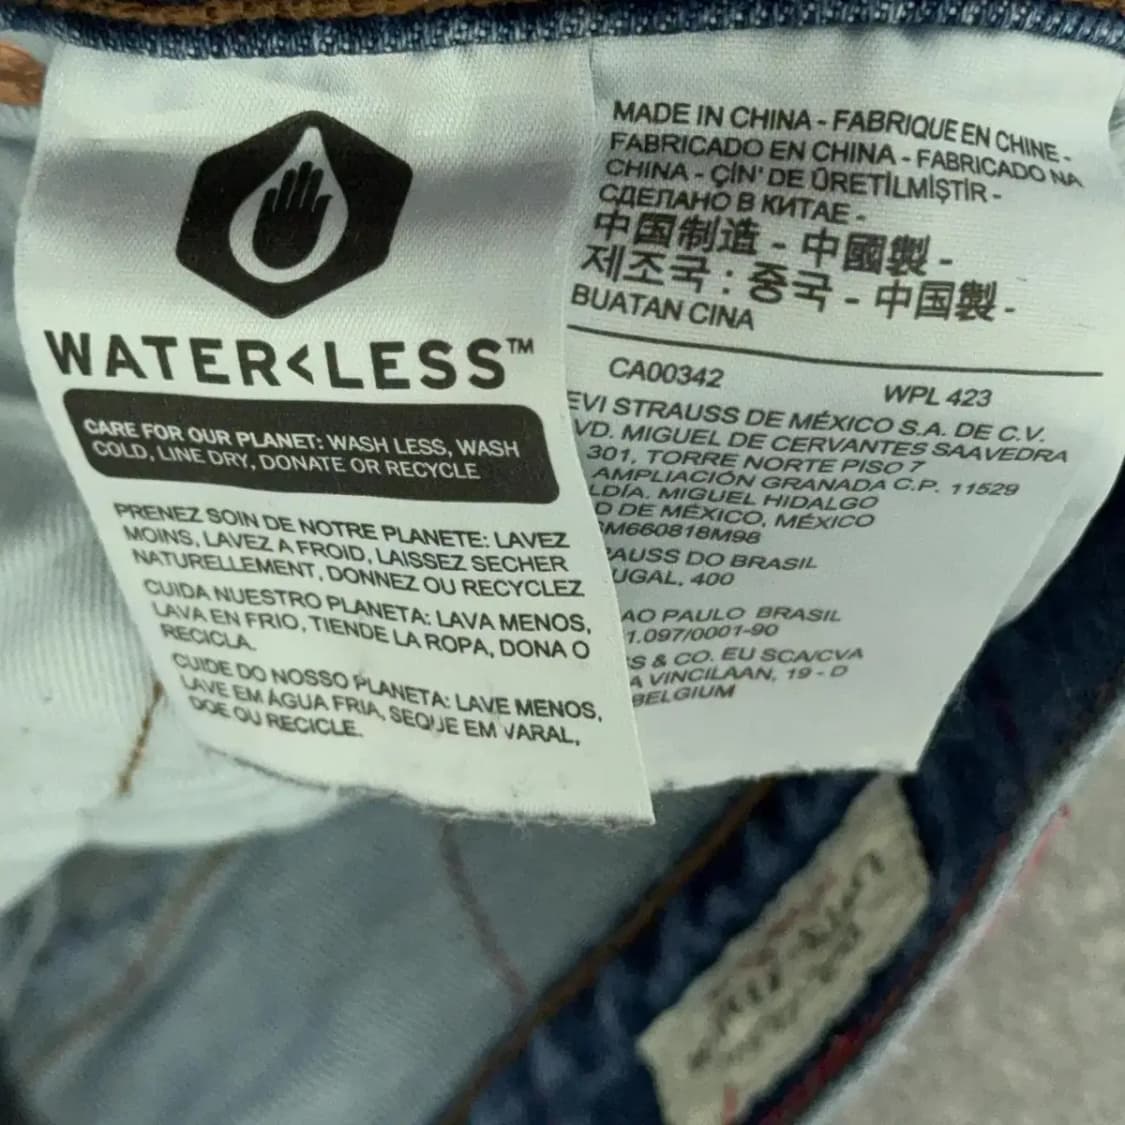 WATER<LESS™
CARE FOR OUR PLANET: WASH LESS, WASH
COLD, LINE DRY, DONATE OR RECYCLE
PRENEZ SOIN DE NOTRE PLANETE: LAVEZ
MOINS, LAVEZ A FROID, LAISSEZ SECHER
NATURELLEMENT, DONNEZ OU RECYCLEZ
CUIDA NUESTRO PLANETA: LAVA MENOS,
LAVA EN FRIO, TIENDE LA ROPA, DONA O
RECICLA.
CUIDE DO NOSSO PLANETA: LAVE MENOS,
LAVE EM ÁGUA FRIA, SEQUE EM VARAL,
DOE OU RECICLE.
MADE IN CHINA - FABRIQUE EN CHINE -
FABRICADO EN CHINA - FABRICADO NA
CHINA - ÇİN' DE ÜRETİLMİŞTİR -
СДЕЛАНО В КИТАЕ -
中国制造 - 中國製 -
제조국 : 중국 - 中国製 -
BUATAN CINA
CA00342 WPL 423
EVI STRAUSS DE MÉXICO S.A. DE C.V.
VD. MIGUEL DE CERVANTES SAAVEDRA
301, TORRE NORTE PISO 7
AMPLIACIÓN GRANADA C.P. 11529
LDÍA. MIGUEL HIDALGO
D DE MÉXICO, MÉXICO
M660818M98
AUSS DO BRASIL
UGAL, 400
AO PAULO BRASIL
1.097/0001-90
S & CO. EU SCA/CVA
A VINCILAAN, 19 - D
BELGIUM